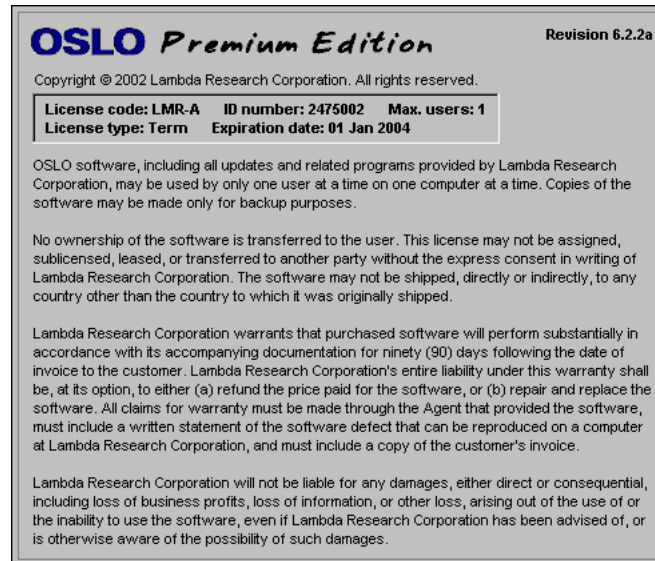 OSLO Premium Edition Revision 6.2.2a
Copyright © 2002 Lambda Research Corporation. All rights reserved.
License code: LMR-A ID number: 2475002 Max. users: 1
License type: Term Expiration date: 01 Jan 2004
OSLO software, including all updates and related programs provided by Lambda Research
Corporation, may be used by only one user at a time on one computer at a time. Copies of the
software may be made only for backup purposes.
No ownership of the software is transferred to the user. This license may not be assigned,
sublicensed, leased, or transferred to another party without the express consent in writing of
Lambda Research Corporation. The software may not be shipped, directly or indirectly, to any
country other than the country to which it was originally shipped.
Lambda Research Corporation warrants that purchased software will perform substantially in
accordance with its accompanying documentation for ninety (90) days following the date of
invoice to the customer. Lambda Research Corporation's entire liability under this warranty shall
be, at its option, to either (a) refund the price paid for the software, or (b) repair and replace the
software. All claims for warranty must be made through the Agent that provided the software,
must include a written statement of the software defect that can be reproduced on a computer
at Lambda Research Corporation, and must include a copy of the customer's invoice.
Lambda Research Corporation will not be liable for any damages, either direct or consequential,
including loss of business profits, loss of information, or other loss, arising out of the use of or
the inability to use the software, even if Lambda Research Corporation has been advised of, or
is otherwise aware of the possibility of such damages.